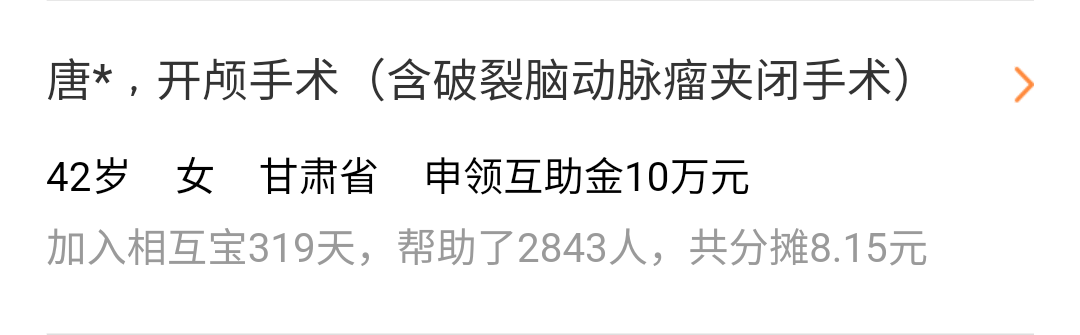 唐*，开颅手术（含破裂脑动脉瘤夹闭手术）
42岁 女 甘肃省 申领互助金10万元
加入相互宝319天，帮助了2843人，共分摊8.15元